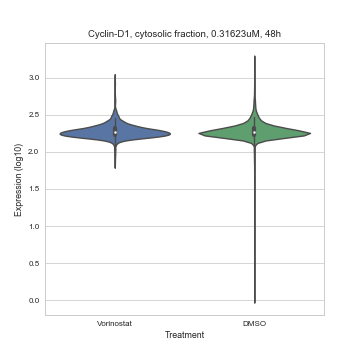 Cyclin-D1, cytosolic fraction, 0.31623uM, 48h
3.0
2.5
2.0
1.5
1.0
0.5
0.0
Expression (log10)
Vorinostat DMSO
Treatment